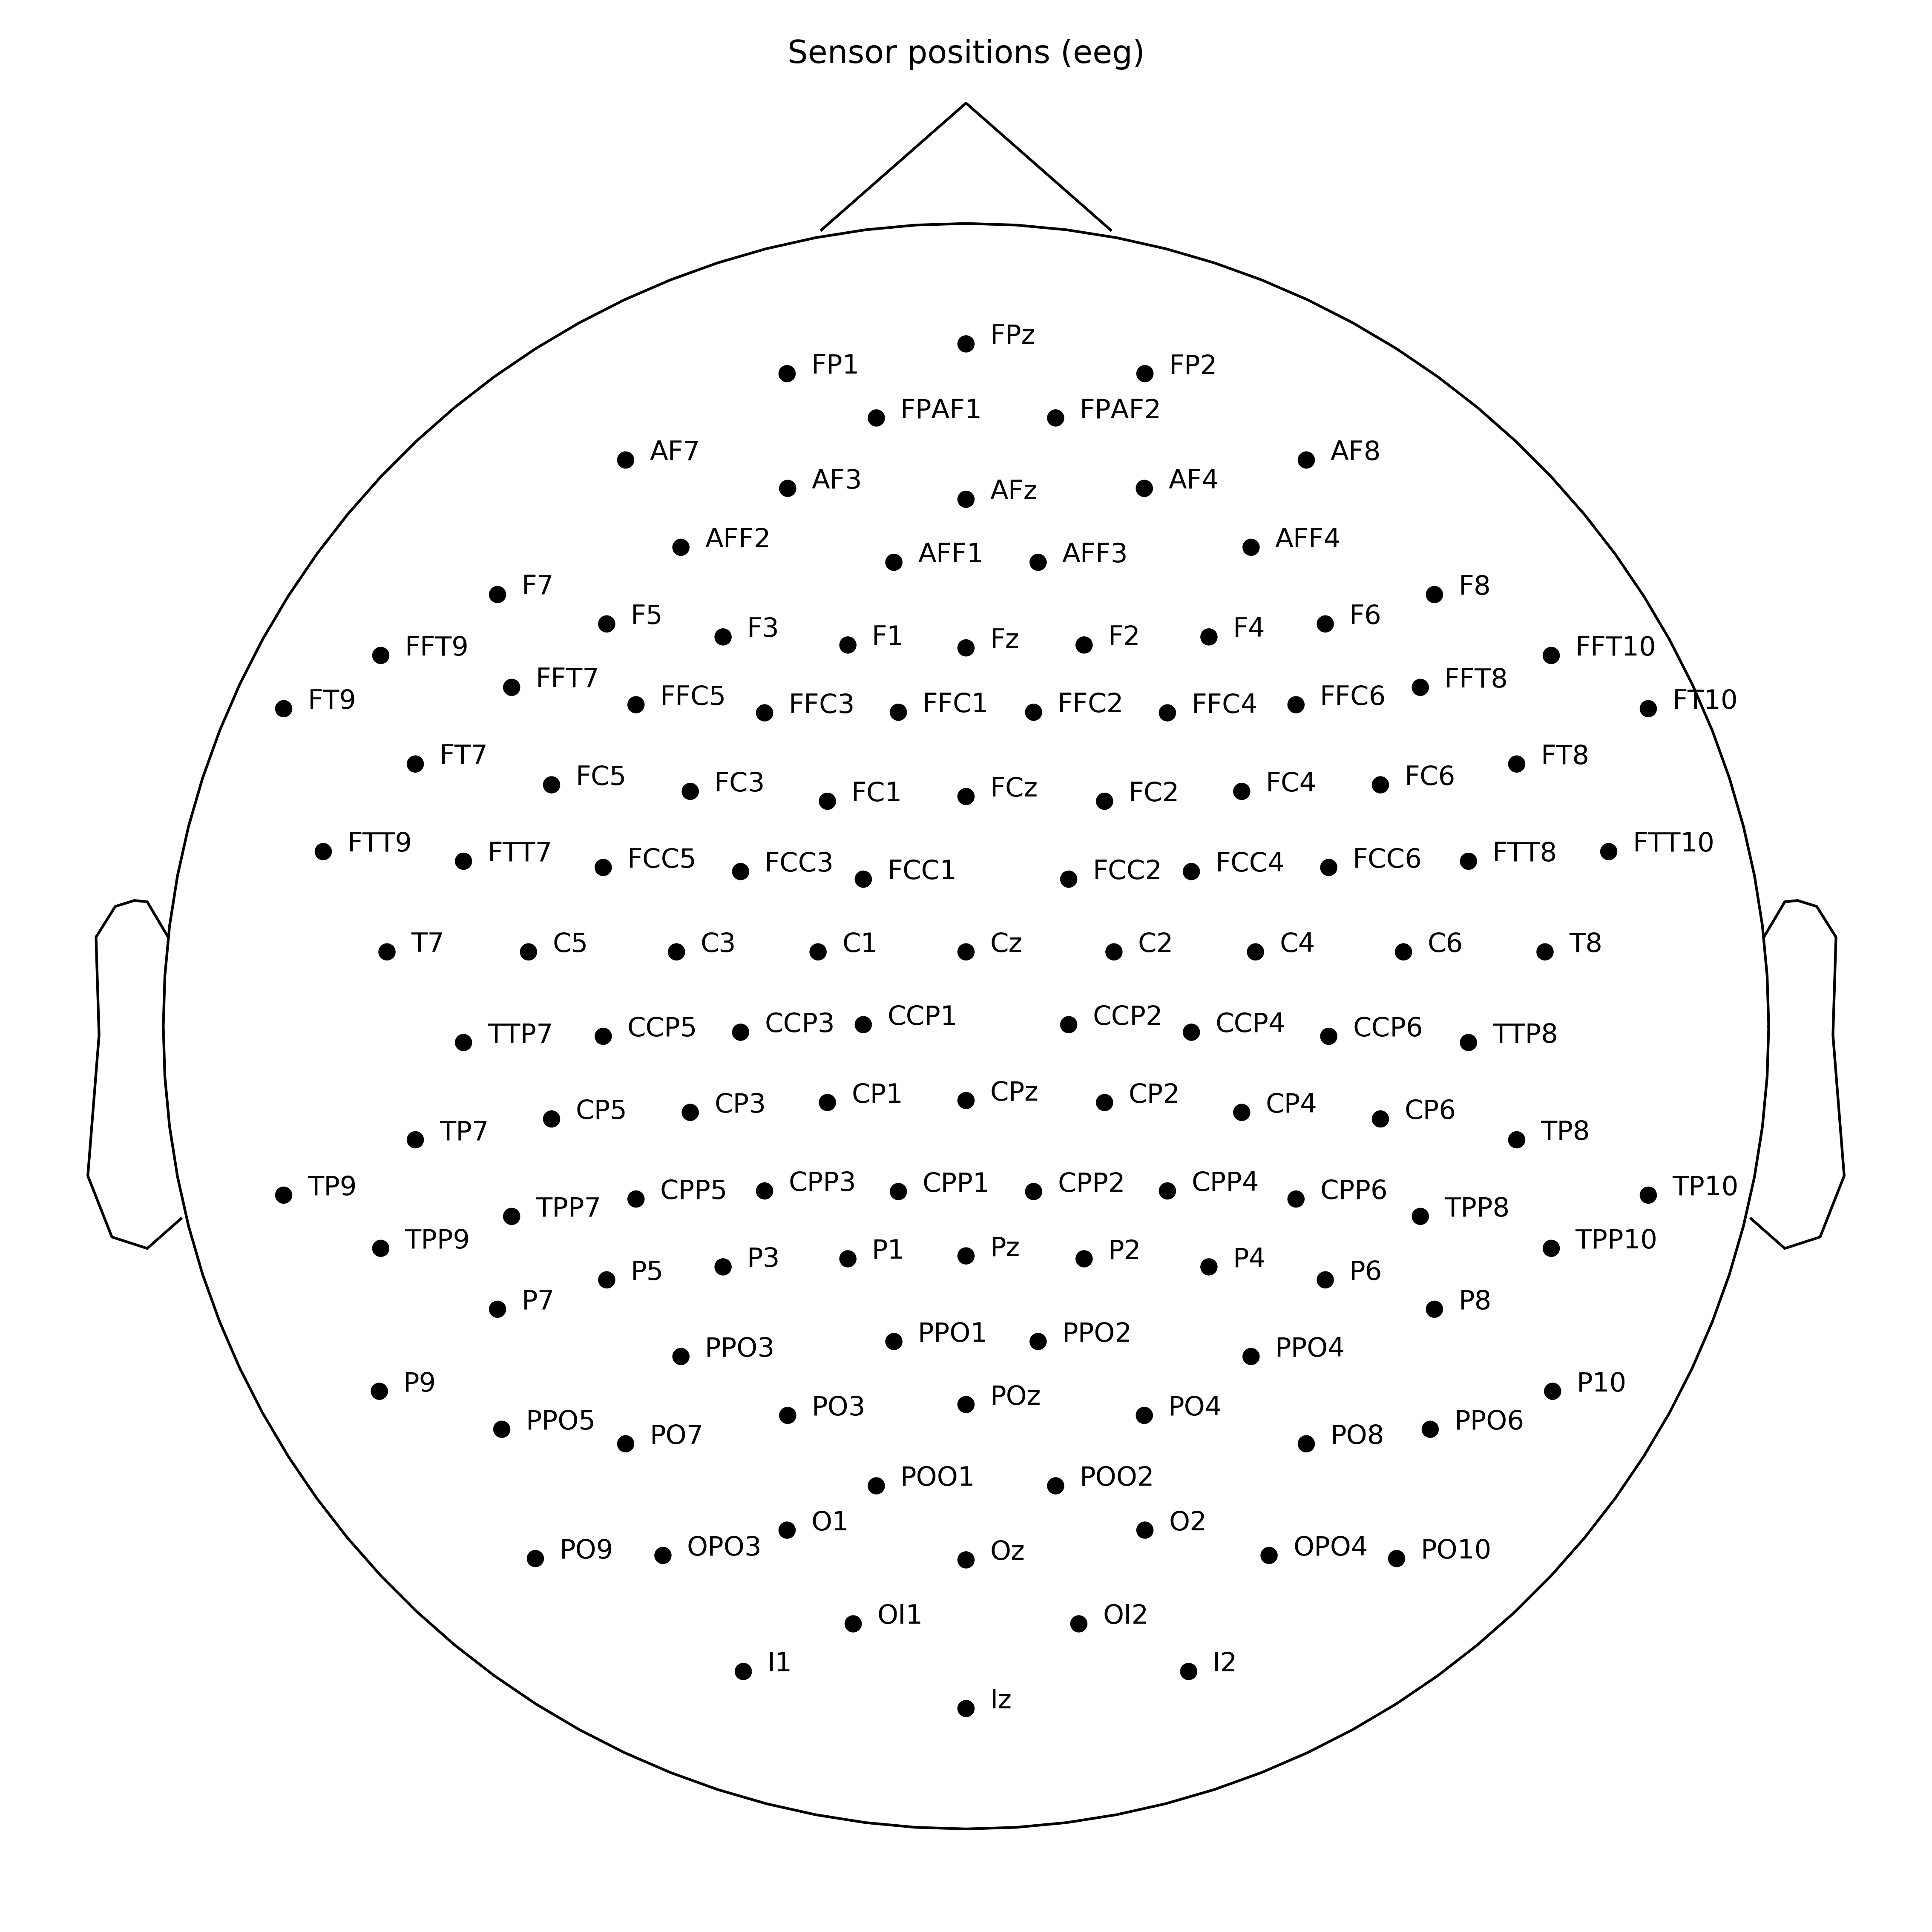 Sensor positions (eeg)
FPz
FP1
FP2
FPAF1
FPAF2
AF7
AF8
AF3
AF4
AFz
AFF2
AFF4
AFF1
AFF3
F7
F8
F5
F6
F3
F4
F1
F2
Fz
FFT9
FFT10
FFT7
FFT8
FT9
FT10
FFC5
FFC3
FFC1
FFC2
FFC4
FFC6
FT7
FT8
FC5
FC3
FC1
FCz
FC2
FC4
FC6
FTT9
FTT7
FCC5
FCC3
FCC1
FCC2
FCC4
FCC6
FTT8
FTT10
T7
C5
C3
C1
Cz
C2
C4
C6
T8
TTP7
CCP5
CCP3
CCP1
CCP2
CCP4
CCP6
TTP8
TP7
CP5
CP3
CP1
CPz
CP2
CP4
CP6
TP8
TP9
TPP7
CPP5
CPP3
CPP1
CPP2
CPP4
CPP6
TPP8
TP10
TPP9
TPP10
P7
P5
P3
P1
Pz
P2
P4
P6
P8
PPO3
PPO1
PPO2
PPO4
P9
P10
PPO5
PO7
PO3
POz
PO4
PO8
PPO6
POO1
POO2
PO9
OPO3
O1
Oz
O2
OPO4
PO10
OI1
OI2
I1
I2
Iz